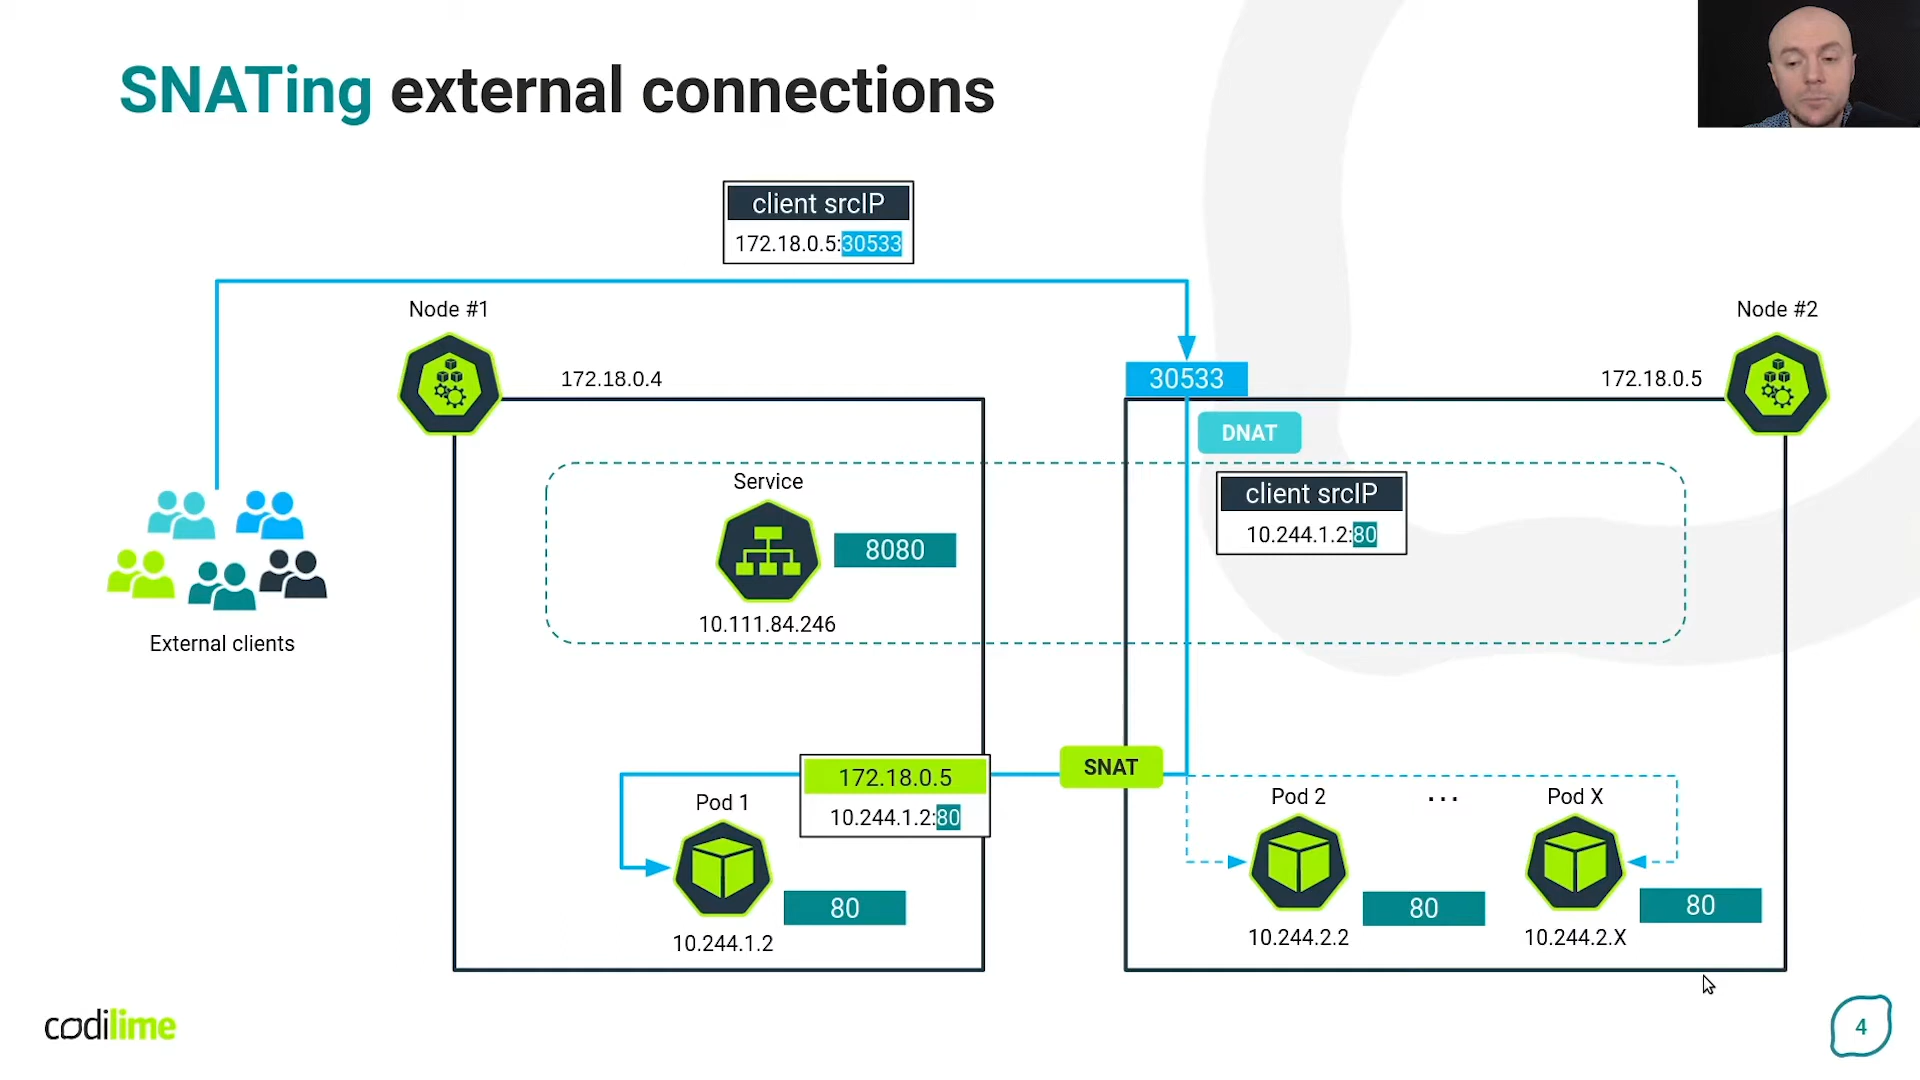 SNATing external connections
client srcIP
172.18.0.5:30533
Node #1
Node #2
172.18.0.4
30533
172.18.0.5
DNAT
Service
client srcIP
10.244.1.2:80
8080
10.111.84.246
External clients
SNAT
172.18.0.5
10.244.1.2:80
Pod 1
Pod 2
...
Pod X
80
80
80
10.244.1.2
10.244.2.2
10.244.2.X
codilime
4